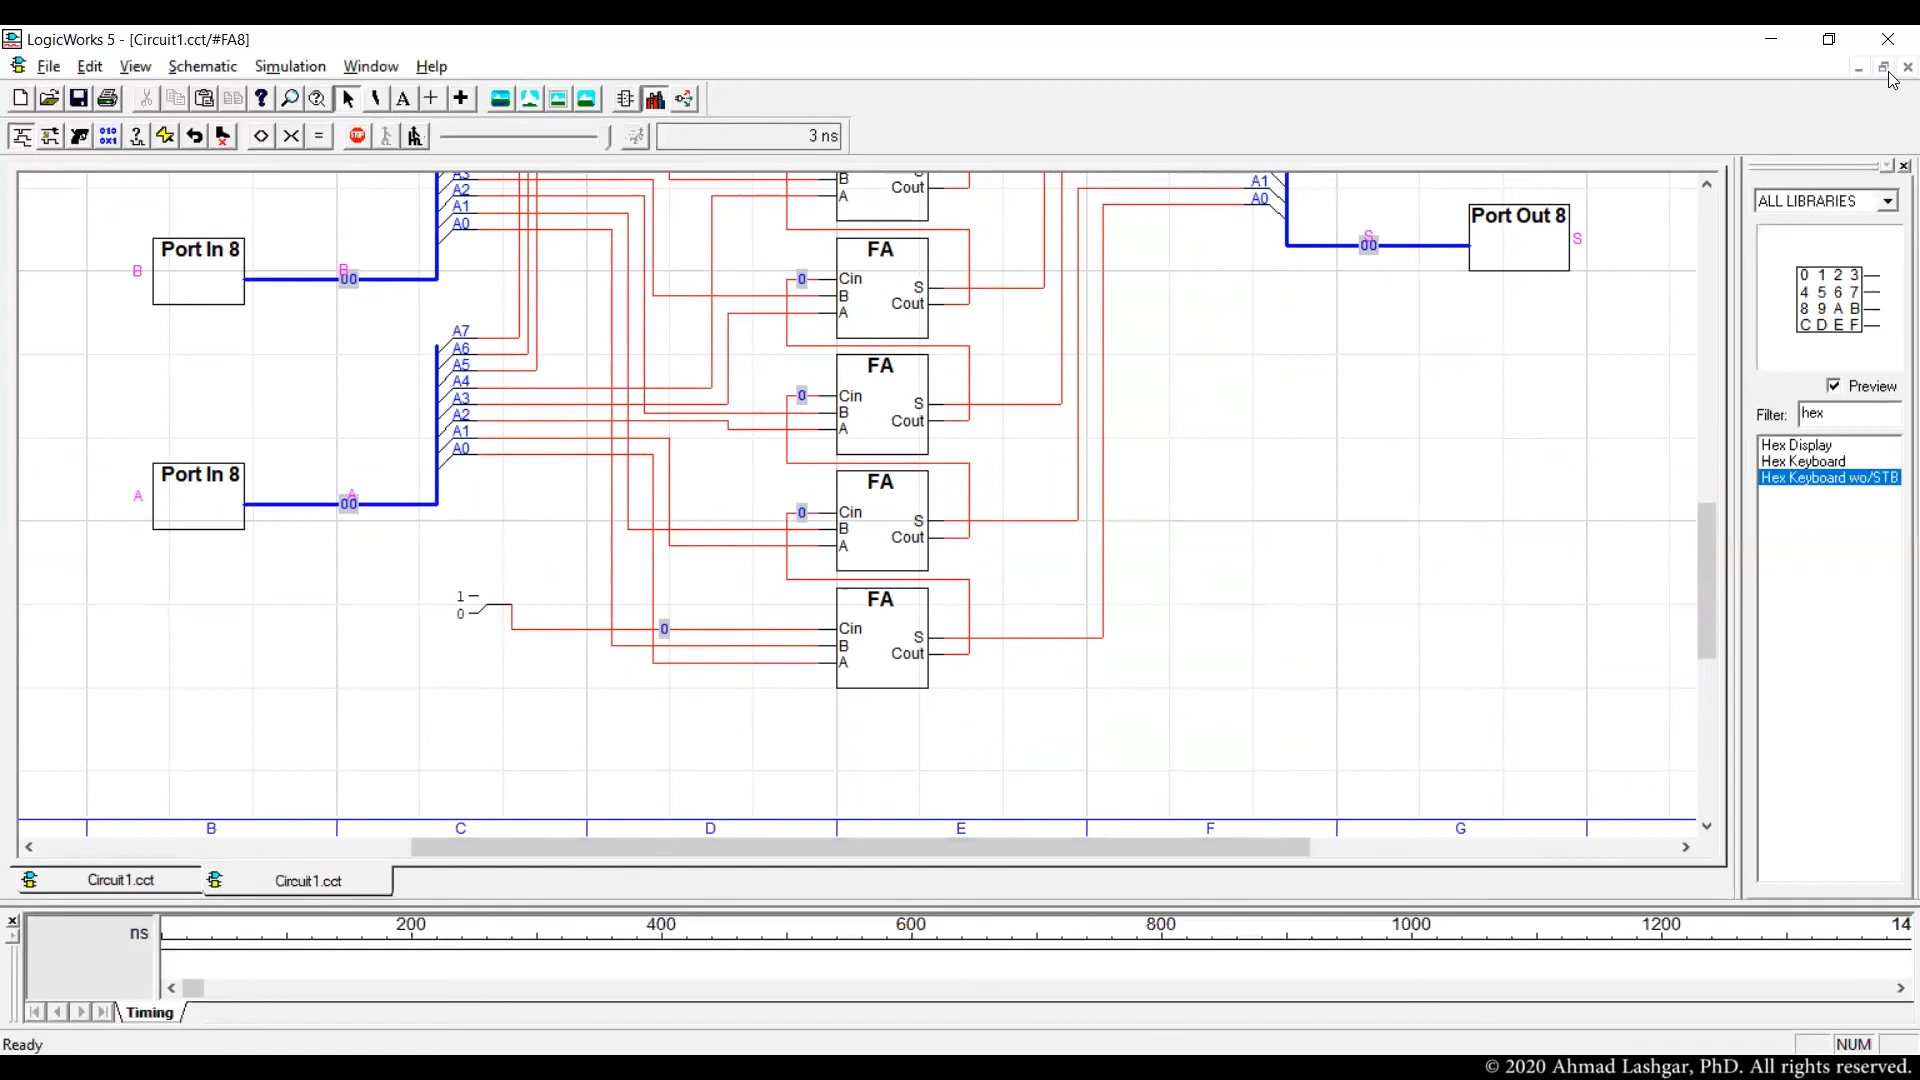 LogicWorks 5 - [Circuit1.cct/#FA8]
File Edit View Schematic Simulation Window Help
3 ns
ALL LIBRARIES
0 1 2 3
4 5 6 7
8 9 A B
C D E F
Preview
Filter: hex
Hex Display
Hex Keyboard
Hex Keyboard wo/STB
A3
A2
A1
A0
B
Port In 8
B
00
A7
A6
A5
A4
A3
A2
A1
A0
A
Port In 8
A
00
1
0
0
B
A
Cout
FA
0
Cin
B
A
S
Cout
FA
0
Cin
B
A
S
Cout
FA
0
Cin
B
A
S
Cout
FA
Cin
B
A
S
Cout
A1
A0
S
00
Port Out 8
S
B C D E F G
Circuit1.cct Circuit1.cct
ns
200 400 600 800 1000 1200 14
Timing
Ready
NUM
© 2020 Ahmad Lashgar, PhD. All rights reserved.